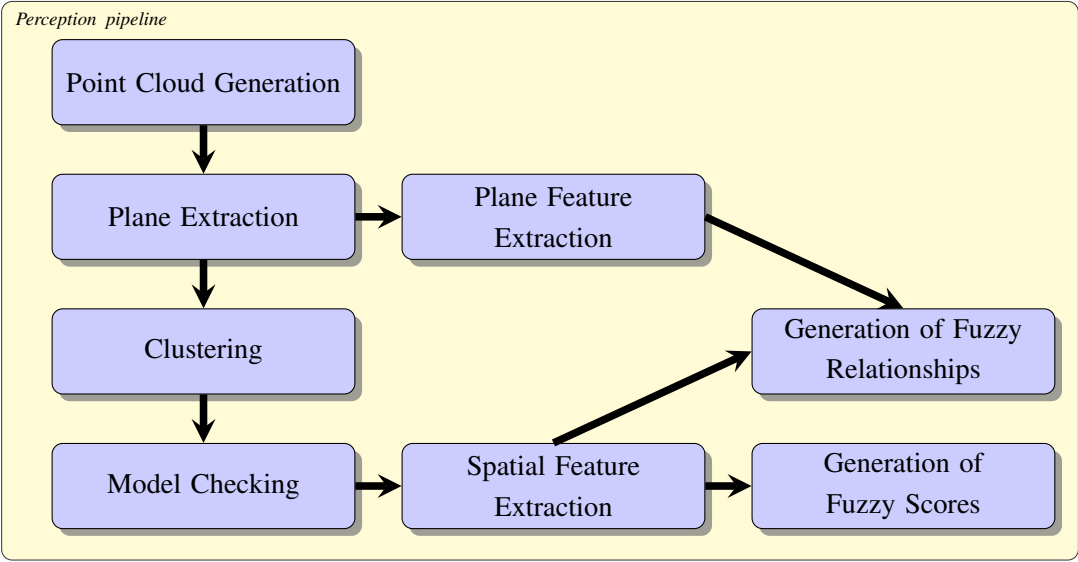 Perception pipeline
Point Cloud Generation
Plane Extraction
Plane Feature
Extraction
Clustering
Generation of Fuzzy
Relationships
Model Checking
Spatial Feature
Extraction
Generation of
Fuzzy Scores